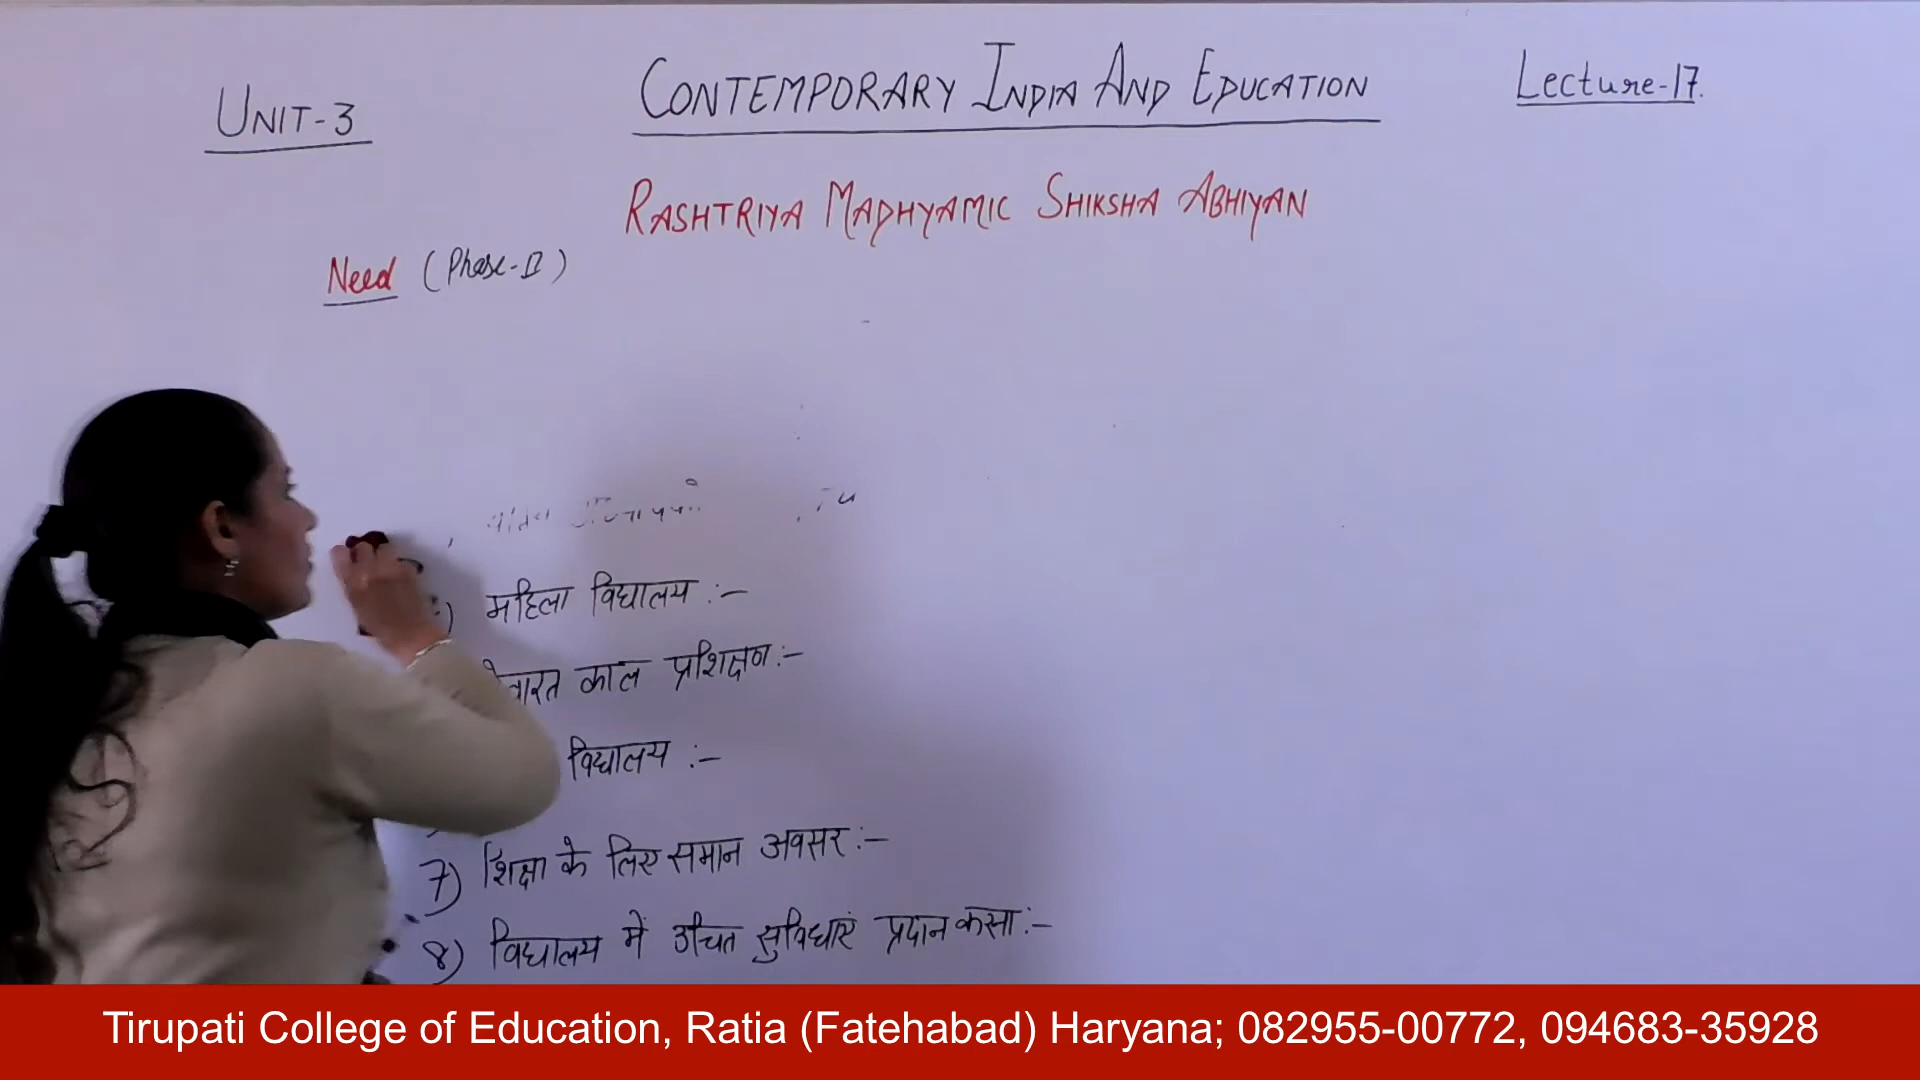 UNIT-3
CONTEMPORARY INDIA AND EDUCATION
Lecture-17.
RASHTRIYA MADHYAMIC SHIKSHA ABHIYAN
Need (Phase-II)
महिला विद्यालय :-
काल प्रशिक्षण:-
विद्यालय :-
7) शिक्षा के लिए समान अवसर:-
8) विद्यालय में उचित सुविधाएं प्रदान करना:-
Tirupati College of Education, Ratia (Fatehabad) Haryana; 082955-00772, 094683-35928